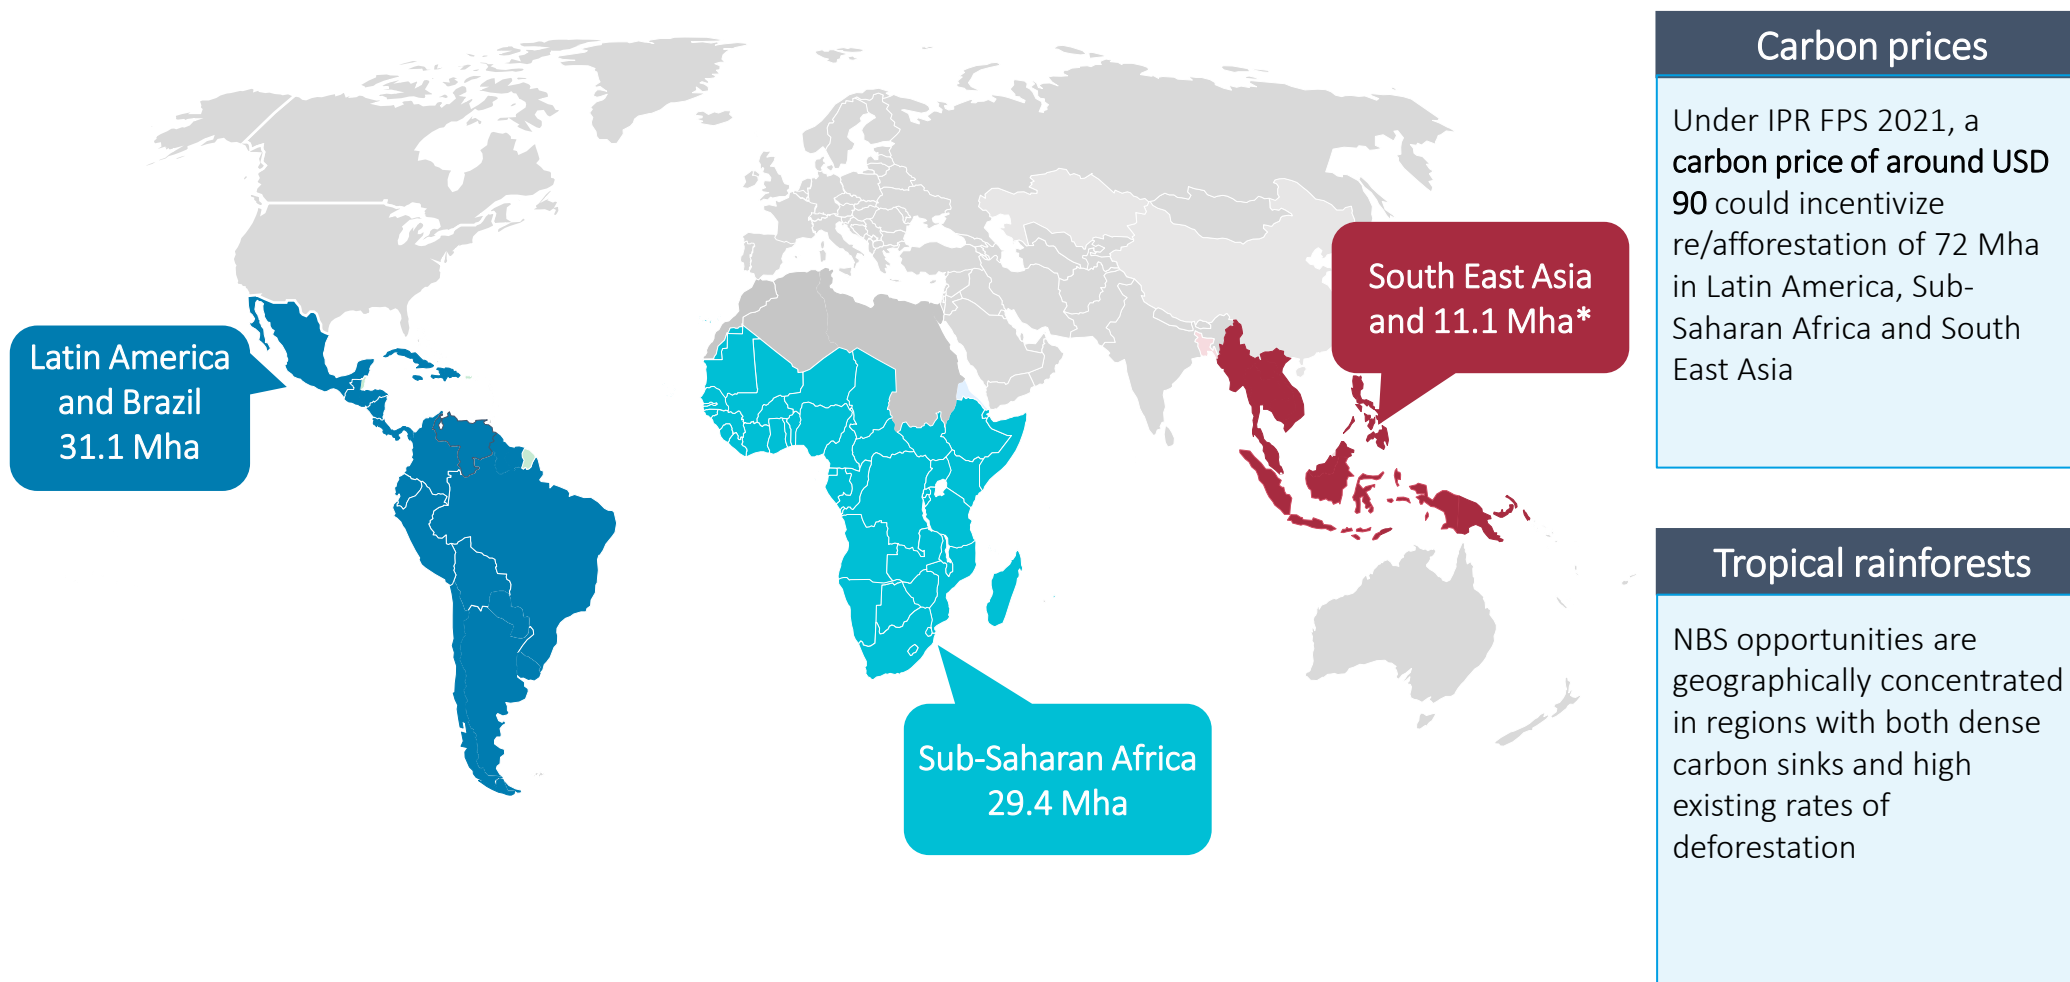 Carbon prices
Under IPR FPS 2021, a
carbon price of around USD
90 could incentivize
re/afforestation of 72 Mha
in Latin America, Sub-
Saharan Africa and South
East Asia
South East Asia
and 11.1 Mha*
Latin America
and Brazil
31.1 Mha
Sub-Saharan Africa
29.4 Mha
Tropical rainforests
NBS opportunities are
geographically concentrated
in regions with both dense
carbon sinks and high
existing rates of
deforestation